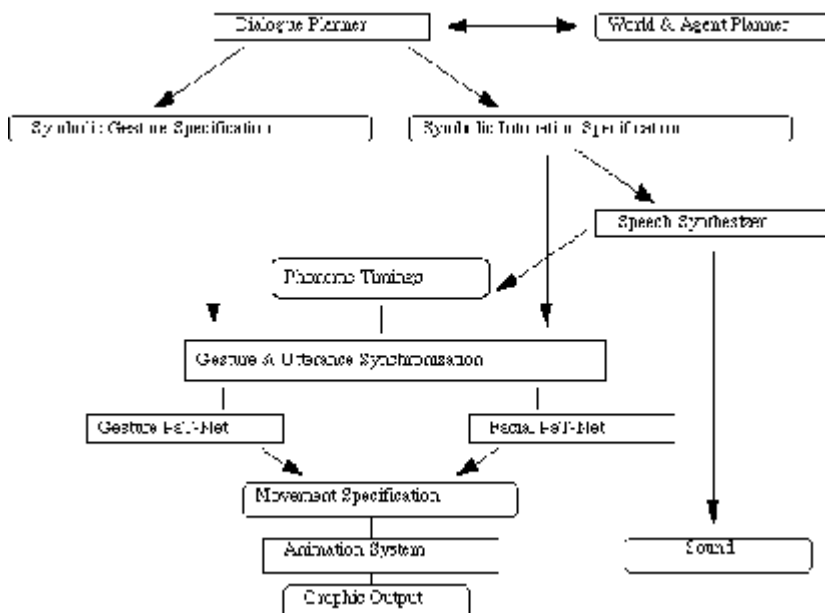 Dialogue Planner
World & Agent Planner
Symbolic Gesture Specification
Symbolic Intonation Specification
Speech Synthesizer
Phoneme Timings
Gesture & Utterance Synchronization
Gesture PaT-Net
Facial PaT-Net
Movement Specification
Animation System
Sound
Graphic Output